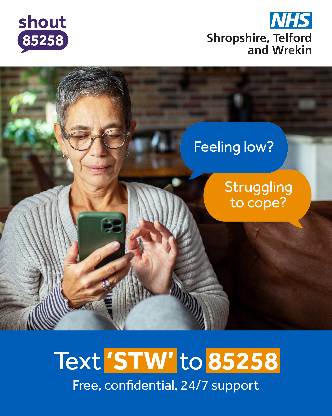 shout
85258
NHS
Shropshire, Telford
and Wrekin
Feeling low?
Struggling
to cope?
Text 'STW' to 85258
Free, confidential, 24/7 support